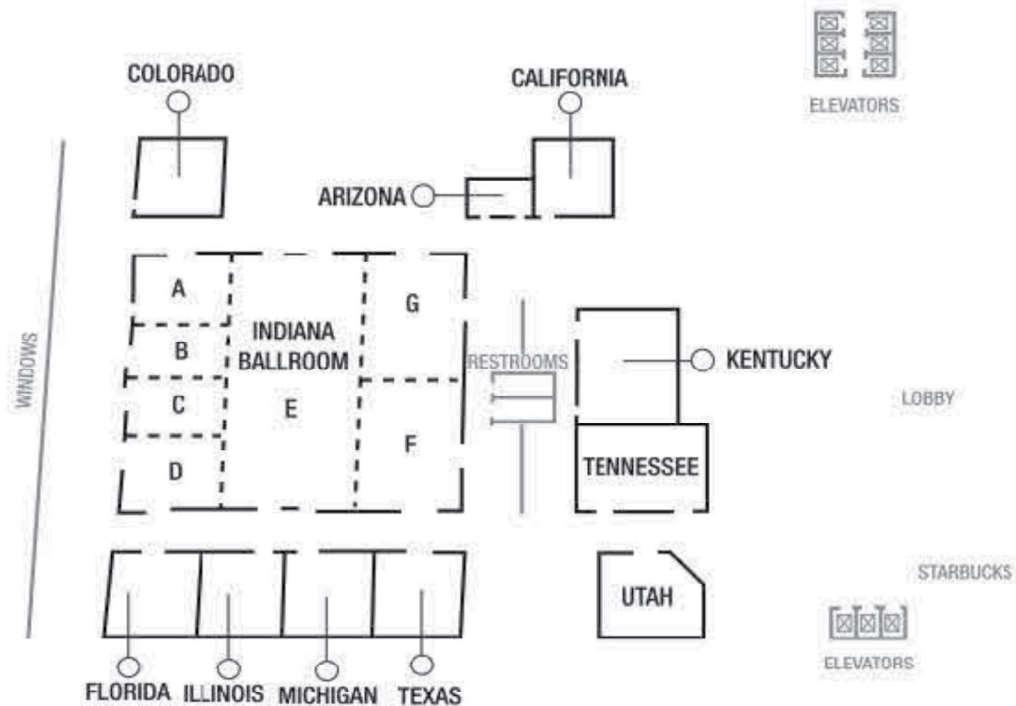 COLORADO
CALIFORNIA
ELEVATORS
ARIZONA
A
G
INDIANA
BALLROOM
B
RESTROOMS
KENTUCKY
WINDOWS
C
E
LOBBY
F
D
TENNESSEE
STARBUCKS
UTAH
ELEVATORS
FLORIDA ILLINOIS MICHIGAN TEXAS